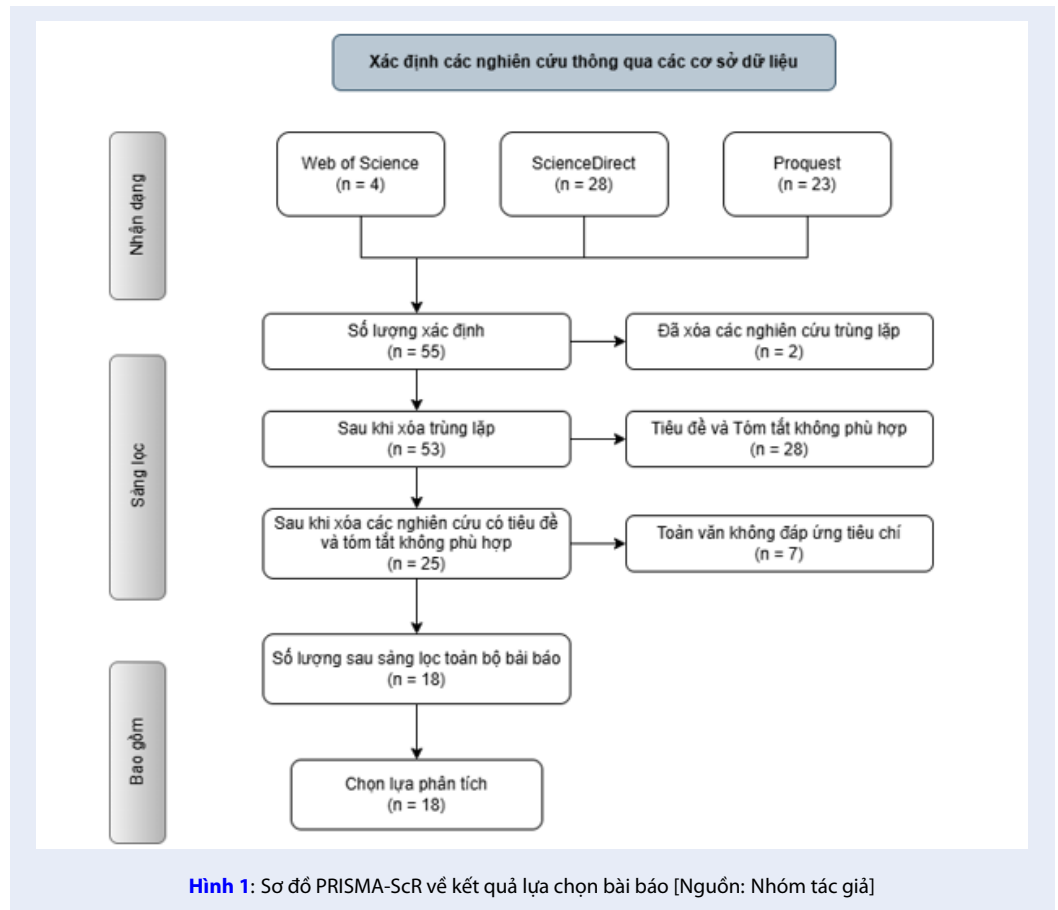 Xác định các nghiên cứu thông qua các cơ sở dữ liệu
Nhận dạng
Web of Science
(n = 4)
ScienceDirect
(n = 28)
Proquest
(n = 23)
Số lượng xác định
(n = 55)
Đã xóa các nghiên cứu trùng lặp
(n = 2)
Sàng lọc
Sau khi xóa trùng lặp
(n = 53)
Tiêu đề và Tóm tắt không phù hợp
(n = 28)
Sau khi xóa các nghiên cứu có tiêu đề
và tóm tắt không phù hợp
(n = 25)
Toàn văn không đáp ứng tiêu chí
(n = 7)
Bao gồm
Số lượng sau sàng lọc toàn bộ bài báo
(n = 18)
Chọn lựa phân tích
(n = 18)
Hình 1: Sơ đồ PRISMA-ScR về kết quả lựa chọn bài báo [Nguồn: Nhóm tác giả]